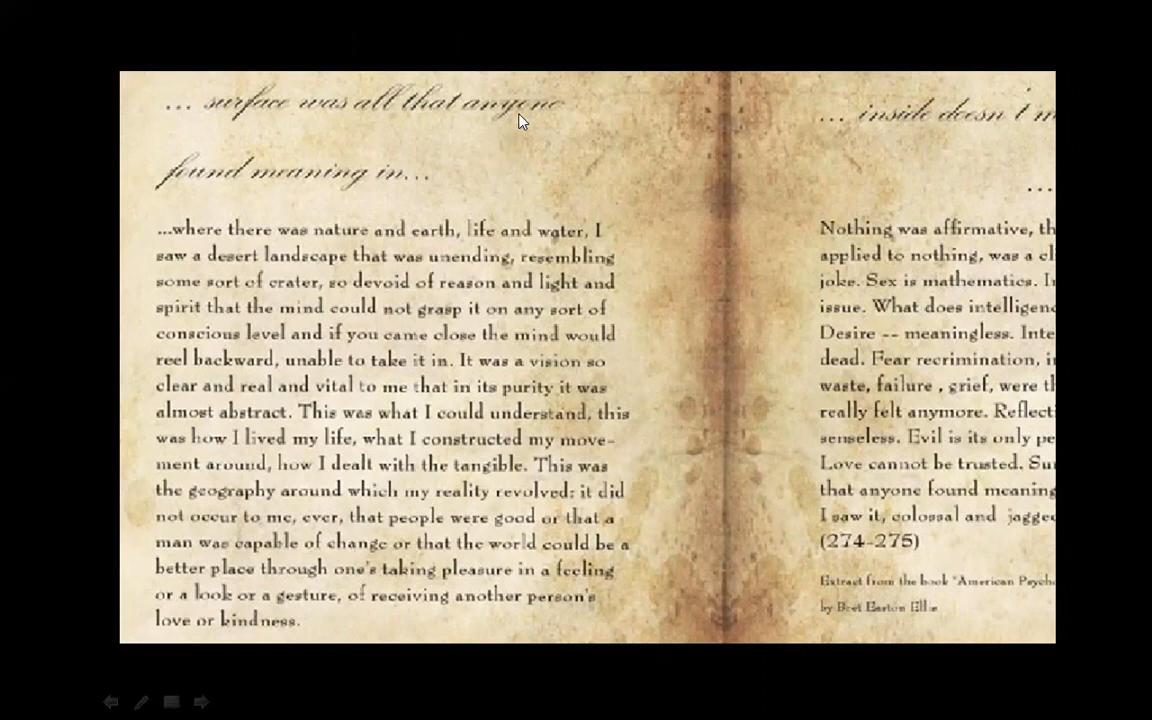 ... surface was all that anyone
found meaning in...
...where there was nature and earth, life and water, I
saw a desert landscape that was unending, resembling
some sort of crater, so devoid of reason and light and
spirit that the mind could not grasp it on any sort of
conscious level and if you came close the mind would
reel backward, unable to take it in. It was a vision so
clear and real and vital to me that in its purity it was
almost abstract. This was what I could understand, this
was how I lived my life, what I constructed my move-
ment around, how I dealt with the tangible. This was
the geography around which my reality revolved: it did
not occur to me, ever, that people were good or that a
man was capable of change or that the world could be a
better place through one's taking pleasure in a feeling
or a look or a gesture, of receiving another person's
love or kindness.
... inside doesn't m
...
Nothing was affirmative, th
applied to nothing, was a cl
joke. Sex is mathematics. In
issue. What does intelligenc
Desire -- meaningless. Inte
dead. Fear recrimination, i
waste, failure , grief, were th
really felt anymore. Reflecti
senseless. Evil is its only pe
Love cannot be trusted. Sur
that anyone found meaning
I saw it, colossal and jagge
(274-275)
Extract from the book "American Psycho
by Bret Easton Ellis